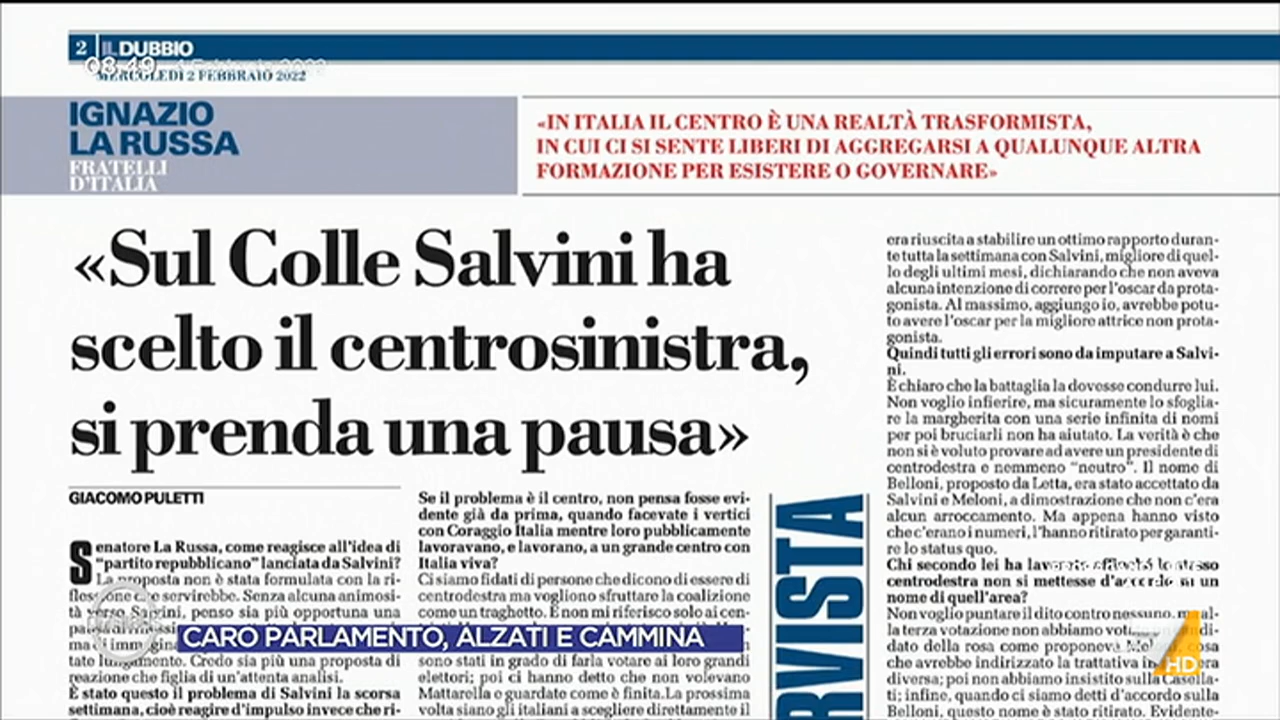 2 IL DUBBIO
08.49
MERCOLEDÌ 2 FEBBRAIO 2022
IGNAZIO
LA RUSSA
FRATELLI
D'ITALIA
«IN ITALIA IL CENTRO È UNA REALTÀ TRASFORMISTA,
IN CUI CI SI SENTE LIBERI DI AGGREGARSI A QUALUNQUE ALTRA
FORMAZIONE PER ESISTERE O GOVERNARE»
«Sul Colle Salvini ha
scelto il centrosinistra,
si prenda una pausa»
GIACOMO PULETTI
Senatore La Russa, come reagisce all'idea di
"partito repubblicano" lanciata da Salvini?
La proposta non è stata formulata con la ri-
flessione che servirebbe. Senza alcuna animosi-
tà verso Salvini, penso sia più opportuna una
tato lungamento. Credo sia più una proposta di
reazione che figlia di un'attenta analisi.
È stato questo il problema di Salvini la scorsa
settimana, cioè reagire d'impulso invece che ri-
Se il problema è il centro, non pensa fosse evi-
dente già da prima, quando facevate i vertici
con Coraggio Italia mentre loro pubblicamente
lavoravano, e lavorano, a un grande centro con
Italia viva?
Ci siamo fidati di persone che dicono di essere di
centrodestra ma vogliono sfruttare la coalizione
come un traghetto. E non mi riferisco solo ai cen-
sono stati in grado di farla votare ai loro grandi
elettori; poi ci hanno detto che non volevano
Mattarella e guardato come è finita. La prossima
volta siano gli italiani a scegliere direttamente il
RVISTA
era riuscita a stabilire un ottimo rapporto duran-
te tutta la settimana con Salvini, migliore di quel-
lo degli ultimi mesi, dichiarando che non aveva
alcuna intenzione di correre per l'oscar da prota-
gonista. Al massimo, aggiungo io, avrebbe potu-
to avere l'oscar per la migliore attrice non prota-
gonista.
Quindi tutti gli errori sono da imputare a Salvi-
ni.
È chiaro che la battaglia la dovesse condurre lui.
Non voglio infierire, ma sicuramente lo sfoglia-
re la margherita con una serie infinita di nomi
per poi bruciarli non ha aiutato. La verità è che
non si è voluto provare ad avere un presidente di
centrodestra e nemmeno "neutro". Il nome di
Belloni, proposto da Letta, era stato accettato da
Salvini e Meloni, a dimostrazione che non c'era
alcun arroccamento. Ma appena hanno visto
che c'erano i numeri, l'hanno ritirato per garanti-
re lo status quo.
Chi secondo lei ha lavorato affinché lo stesso
centrodestra non si mettesse d'accordo su un
nome di quell'area?
Non voglio puntare il dito contro nessuno, ma al-
la terza votazione non abbiamo
dato della rosa come proponeva cosa
che avrebbe indirizzato la trattativa in
diversa; poi non abbiamo insistito sulla Casella-
ti; infine, quando ci siamo detti d'accordo sulla
Belloni, questo nome è stato ritirato. Evidente-
CARO PARLAMENTO, ALZATI E CAMMINA
7 HD